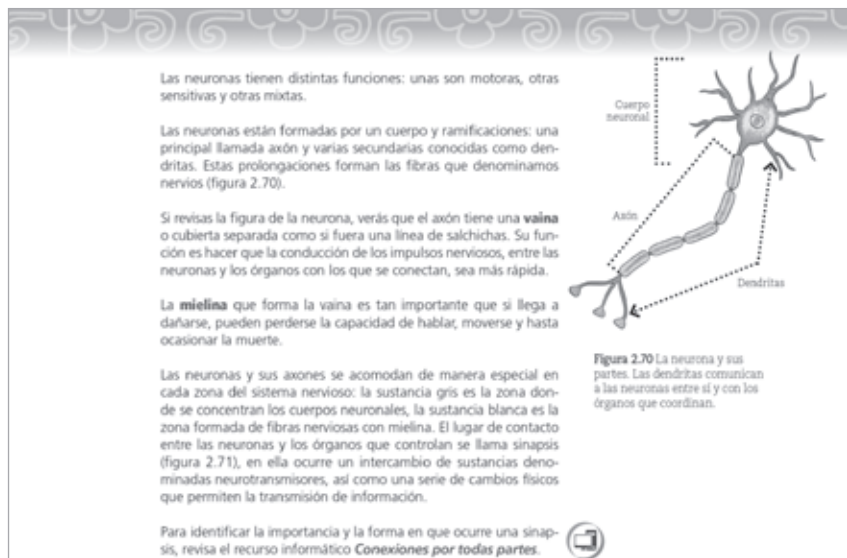 Las neuronas tienen distintas funciones: unas son motoras, otras
sensitivas y otras mixtas.
Las neuronas están formadas por un cuerpo y ramificaciones: una
principal llamada axón y varias secundarias conocidas como den-
dritas. Estas prolongaciones forman las fibras que denominamos
nervios (figura 2.70).
Si revisas la figura de la neurona, verás que el axón tiene una vaina
o cubierta separada como si fuera una línea de salchichas. Su fun-
ción es hacer que la conducción de los impulsos nerviosos, entre las
neuronas y los órganos con los que se conectan, sea más rápida.
La mielina que forma la vaina es tan importante que si llega a
dañarse, pueden perderse la capacidad de hablar, moverse y hasta
ocasionar la muerte.
Las neuronas y sus axones se acomodan de manera especial en
cada zona del sistema nervioso: la sustancia gris es la zona don-
de se concentran los cuerpos neuronales, la sustancia blanca es la
zona formada de fibras nerviosas con mielina. El lugar de contacto
entre las neuronas y los órganos que controlan se llama sinapsis
(figura 2.71), en ella ocurre un intercambio de sustancias deno-
minadas neurotransmisores, así como una serie de cambios físicos
que permiten la transmisión de información.
Para identificar la importancia y la forma en que ocurre una sinap-
sis, revisa el recurso informático Conexiones por todas partes.
Cuerpo
neuronal
Axón
Dendritas
Figura 2.70 La neurona y sus
partes. Las dendritas comunican
a las neuronas entre sí y con los
órganos que coordinan.